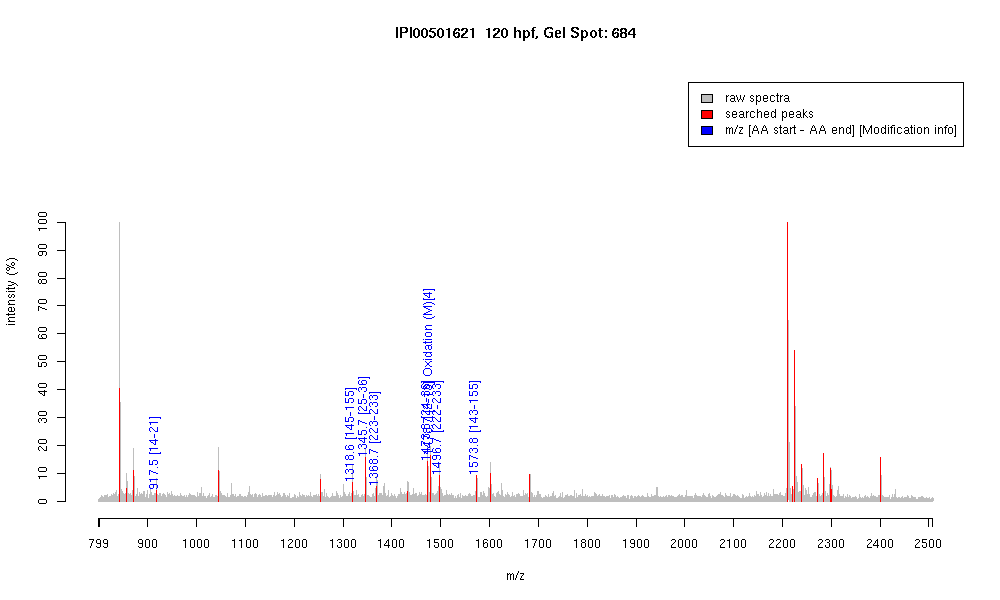 IPI00501621 120 hpf, Gel Spot: 684
raw spectra
searched peaks
m/z [AA start - AA end] [Modification info]
intensity (%)
100
90
80
70
60
50
40
30
20
10
0
917.5 [14-21]
1318.6 [145-155]
1345.7 [25-36]
1368.7 [223-233]
Oxidation (M)[4]
1496.7 [222-233]
1573.8 [143-155]
799 900 1000 1100 1200 1300 1400 1500 1600 1700 1800 1900 2000 2100 2200 2300 2400 2500
m/z